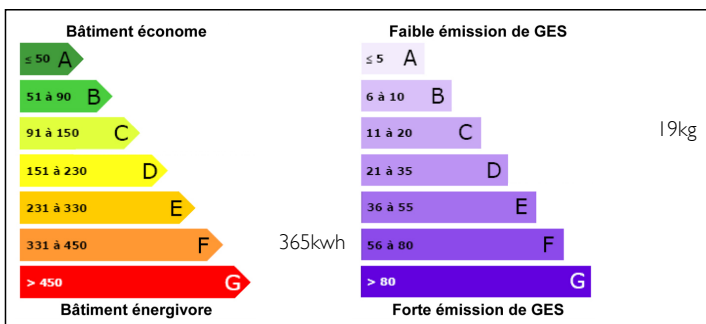 Bâtiment économe
≤ 50 A
51 à 90 B
91 à 150 C
151 à 230 D
231 à 330 E
331 à 450 F
365kwh
> 450 G
Bâtiment énergivore
Faible émission de GES
≤ 5 A
6 à 10 B
11 à 20 C
19kg
21 à 35 D
36 à 55 E
56 à 80 F
> 80 G
Forte émission de GES